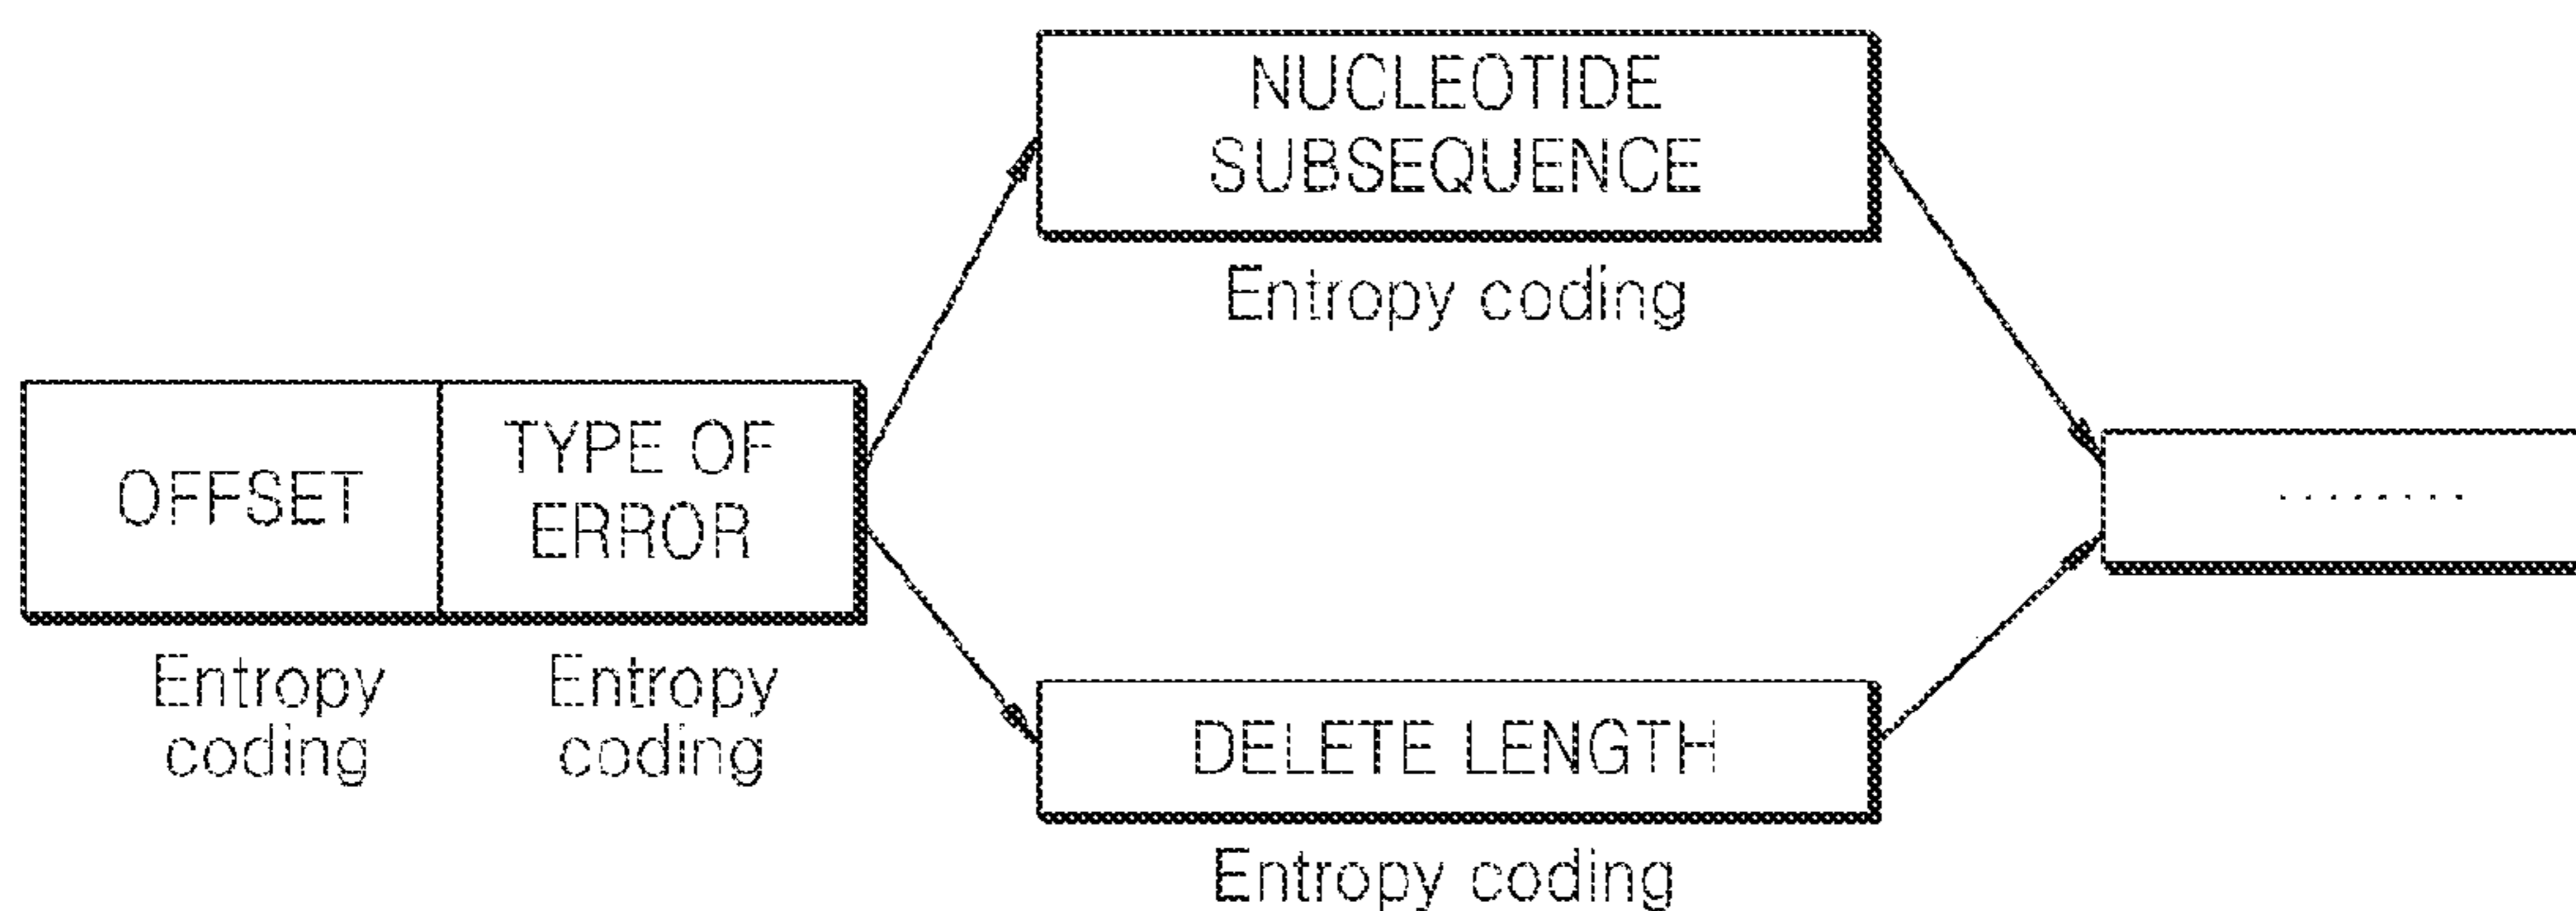 NUCLEOTIDE
SUBSEQUENCE
Entropy coding
OFFSET
TYPE OF
ERROR
Entropy
coding
Entropy
coding
DELETE LENGTH
Entropy coding
........